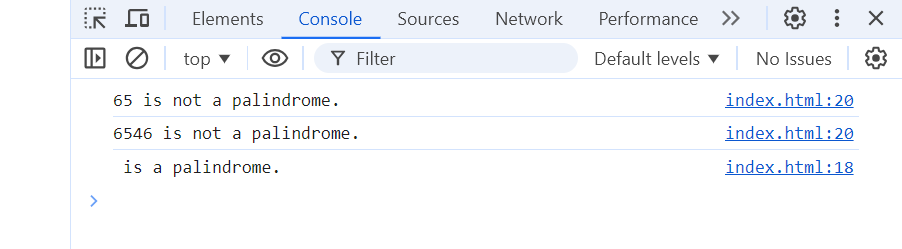 Elements Console Sources Network Performance
top Filter Default levels No Issues
65 is not a palindrome. index.html:20
6546 is not a palindrome. index.html:20
is a palindrome. index.html:18